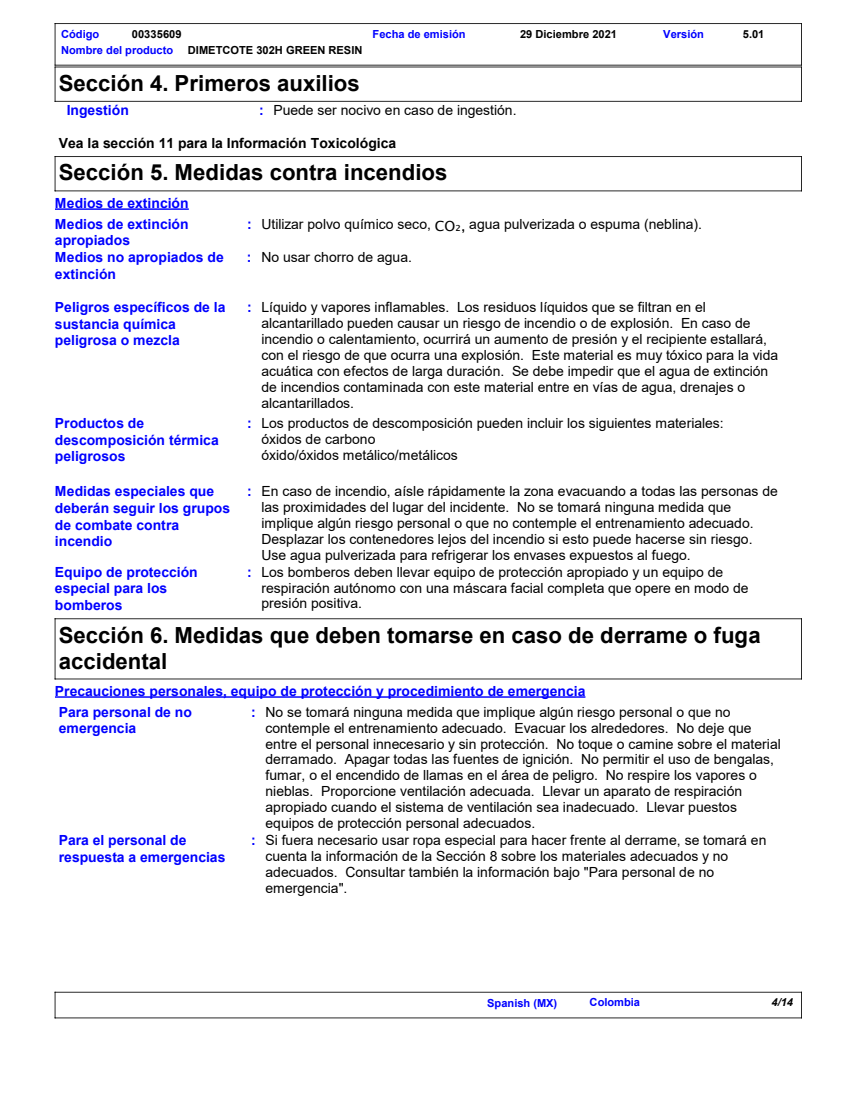 Código 00335609 Fecha de emisión 29 Diciembre 2021 Versión 5.01
Nombre del producto DIMETCOTE 302H GREEN RESIN
Sección 4. Primeros auxilios
Ingestión : Puede ser nocivo en caso de ingestión.
Vea la sección 11 para la Información Toxicológica
Sección 5. Medidas contra incendios
Medios de extinción
Medios de extinción apropiados : Utilizar polvo químico seco, CO₂, agua pulverizada o espuma (neblina).
Medios no apropiados de extinción : No usar chorro de agua.
Peligros específicos de la
sustancia química
peligrosa o mezcla
: Líquido y vapores inflamables. Los residuos líquidos que se filtran en el
alcantarillado pueden causar un riesgo de incendio o de explosión. En caso de
incendio o calentamiento, ocurrirá un aumento de presión y el recipiente estallará,
con el riesgo de que ocurra una explosión. Este material es muy tóxico para la vida
acuática con efectos de larga duración. Se debe impedir que el agua de extinción
de incendios contaminada con este material entre en vías de agua, drenajes o
alcantarillados.
Productos de
descomposición térmica
peligrosos
: Los productos de descomposición pueden incluir los siguientes materiales:
óxidos de carbono
óxido/óxidos metálico/metálicos
Medidas especiales que
deberán seguir los grupos
de combate contra
incendio
: En caso de incendio, aísle rápidamente la zona evacuando a todas las personas de
las proximidades del lugar del incidente. No se tomará ninguna medida que
implique algún riesgo personal o que no contemple el entrenamiento adecuado.
Desplazar los contenedores lejos del incendio si esto puede hacerse sin riesgo.
Use agua pulverizada para refrigerar los envases expuestos al fuego.
Equipo de protección
especial para los
bomberos
: Los bomberos deben llevar equipo de protección apropiado y un equipo de
respiración autónomo con una máscara facial completa que opere en modo de
presión positiva.
Sección 6. Medidas que deben tomarse en caso de derrame o fuga
accidental
Precauciones personales, equipo de protección y procedimiento de emergencia
Para personal de no
emergencia
: No se tomará ninguna medida que implique algún riesgo personal o que no
contemple el entrenamiento adecuado. Evacuar los alrededores. No deje que
entre el personal innecesario y sin protección. No toque o camine sobre el material
derramado. Apagar todas las fuentes de ignición. No permitir el uso de bengalas,
fumar, o el encendido de llamas en el área de peligro. No respire los vapores o
nieblas. Proporcione ventilación adecuada. Llevar un aparato de respiración
apropiado cuando el sistema de ventilación sea inadecuado. Llevar puestos
equipos de protección personal adecuados.
Para el personal de
respuesta a emergencias
: Si fuera necesario usar ropa especial para hacer frente al derrame, se tomará en
cuenta la información de la Sección 8 sobre los materiales adecuados y no
adecuados. Consultar también la información bajo "Para personal de no
emergencia".
Spanish (MX) Colombia 4/14